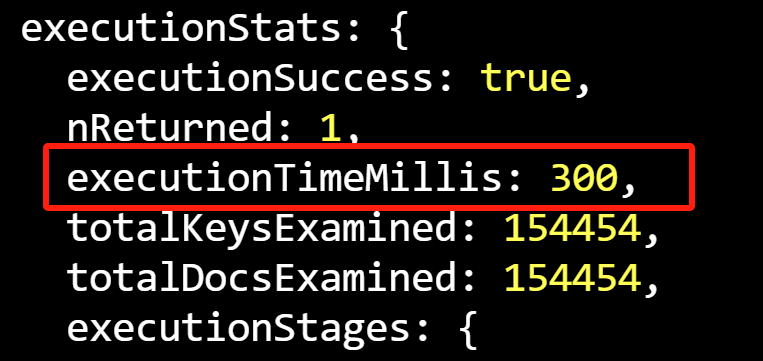 executionStats: {
executionSuccess: true,
nReturned: 1,
executionTimeMillis: 300,
totalKeysExamined: 154454,
totalDocsExamined: 154454,
executionStages: {